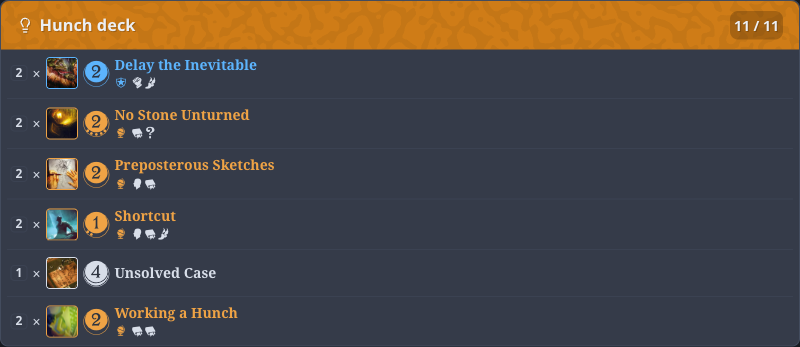 Hunch deck
11 / 11
2 × 2 Delay the Inevitable
2 × 2 No Stone Unturned
?
2 × 2 Preposterous Sketches
2 × 1 Shortcut
1 × 4 Unsolved Case
2 × 2 Working a Hunch